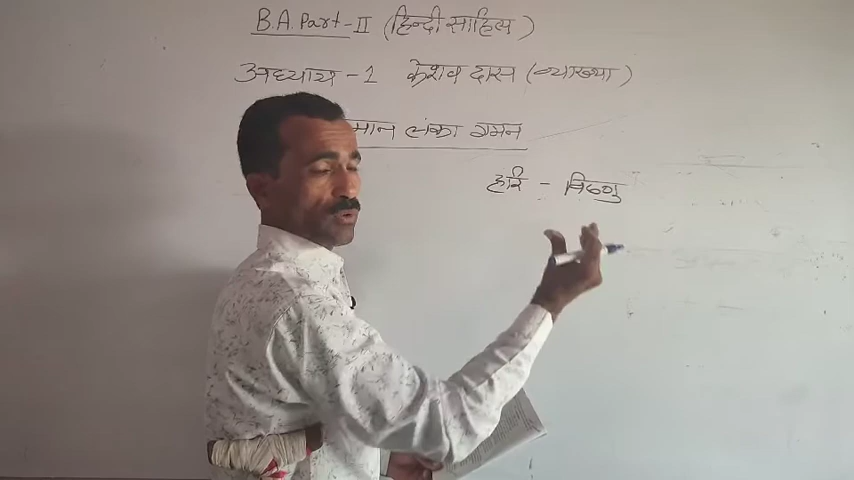 B.A. Part - II (हिन्दी साहित्य)
अध्याय - 1 केशव दास (व्याख्या)
मान लंका गमन
हरि - विष्णु